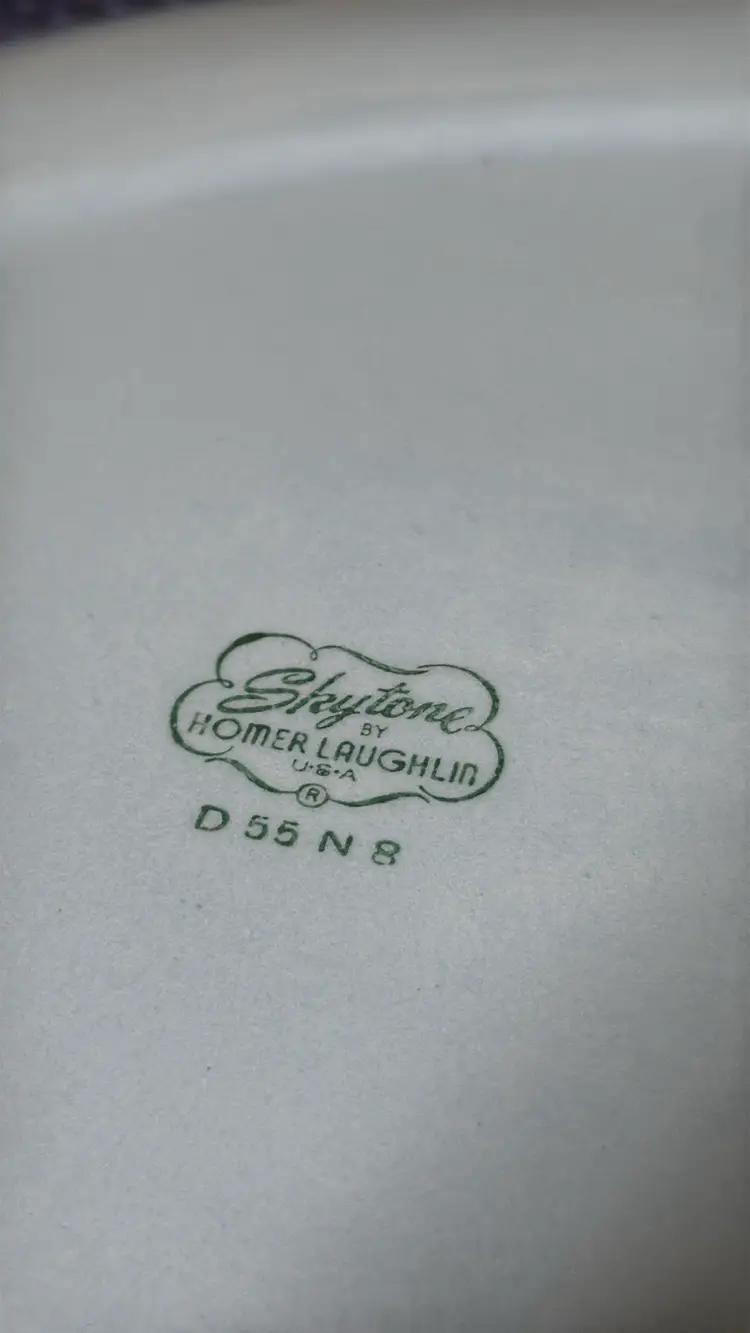 Skytone
BY
HOMER LAUGHLIN
U·S·A
®
D 55 N 8